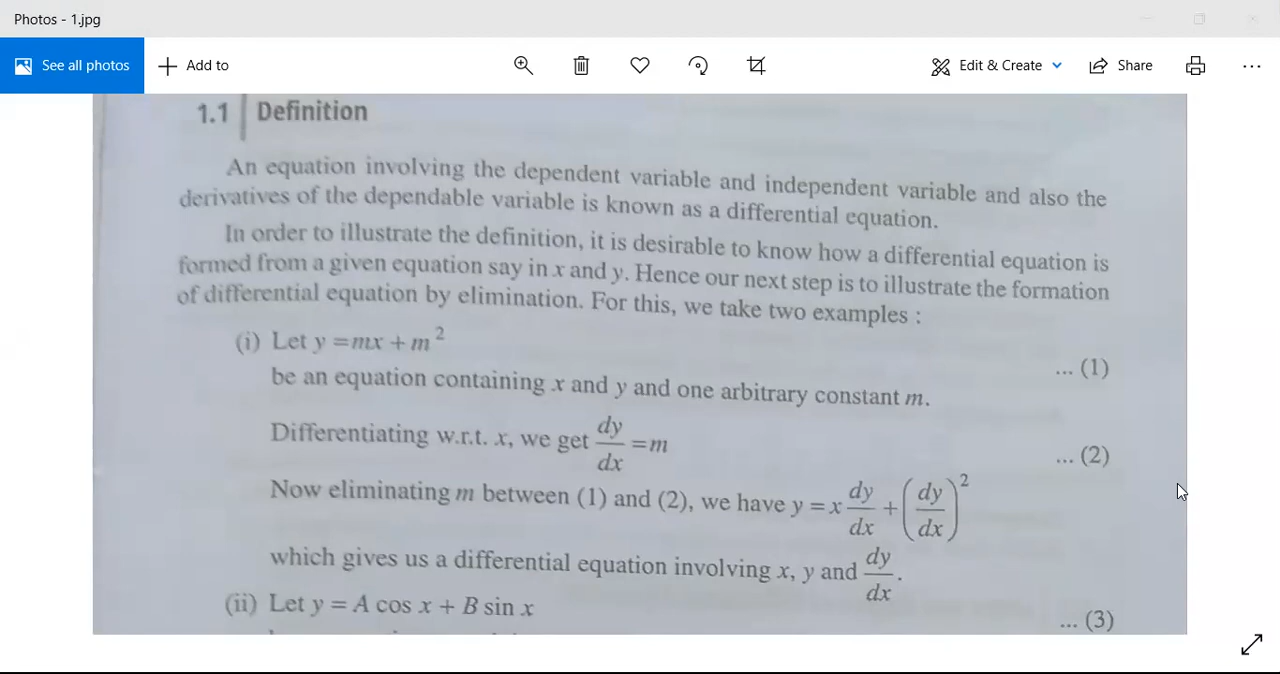 Photos - 1.jpg
See all photos
Add to
Edit & Create
Share
1.1 Definition
An equation involving the dependent variable and independent variable and also the
derivatives of the dependable variable is known as a differential equation.
In order to illustrate the definition, it is desirable to know how a differential equation is
formed from a given equation say in x and y. Hence our next step is to illustrate the formation
of differential equation by elimination. For this, we take two examples :
(i) Let y = mx + m² ... (1)
be an equation containing x and y and one arbitrary constant m.
Differentiating w.r.t. x, we get dy/dx = m ... (2)
Now eliminating m between (1) and (2), we have y = x dy/dx + (dy/dx)²
which gives us a differential equation involving x, y and dy/dx.
(ii) Let y = A cos x + B sin x ... (3)